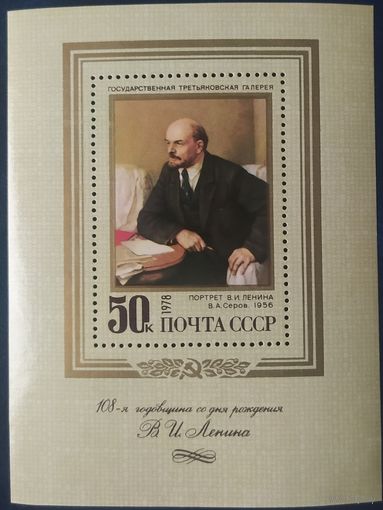 ГОСУДАРСТВЕННАЯ ТРЕТЬЯКОВСКАЯ ГАЛЕРЕЯ
ПОРТРЕТ В.И. ЛЕНИНА
В.А.Серов. 1956
50к 1978 ПОЧТА СССР
108-я годовщина со дня рождения
В. И. Ленина